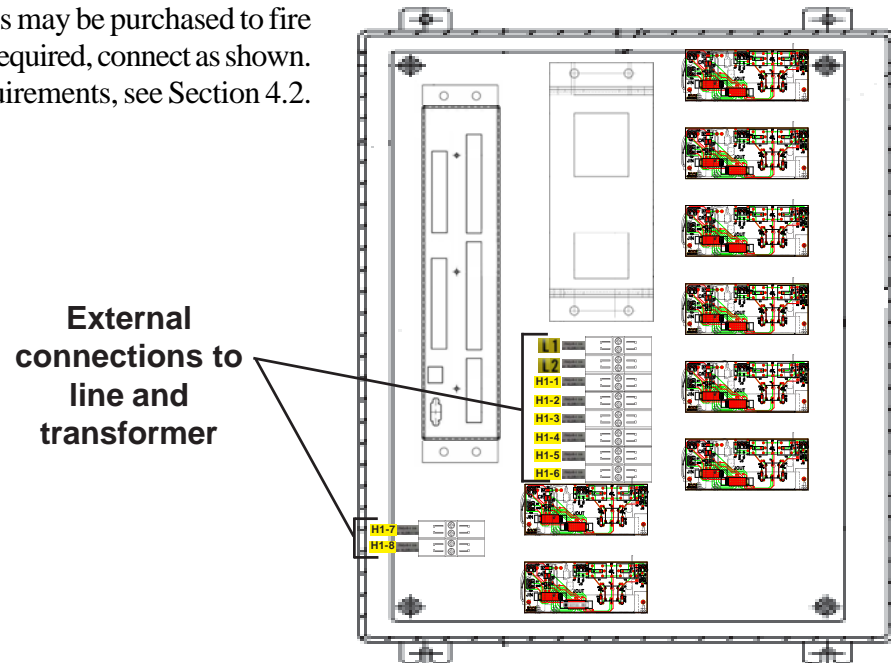 s may be purchased to fire
equired, connect as shown.
uirements, see Section 4.2.
External
connections to
line and
transformer
L1
L2
H1-1
H1-2
H1-3
H1-4
H1-5
H1-6
H1-7
H1-8